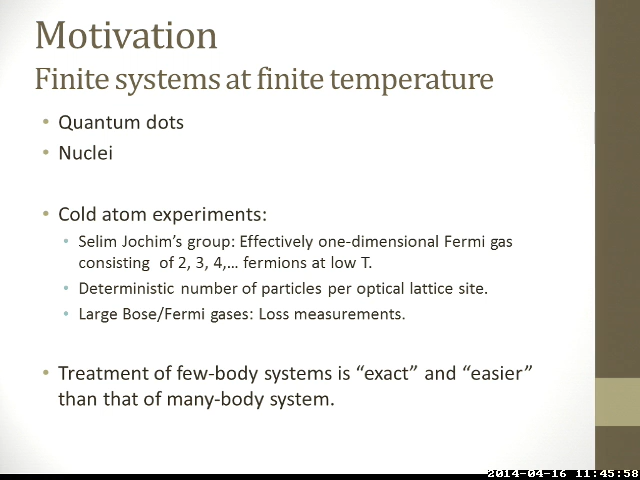 Motivation
Finite systems at finite temperature
• Quantum dots
• Nuclei
• Cold atom experiments:
• Selim Jochim’s group: Effectively one-dimensional Fermi gas
consisting of 2, 3, 4,… fermions at low T.
• Deterministic number of particles per optical lattice site.
• Large Bose/Fermi gases: Loss measurements.
• Treatment of few-body systems is “exact” and “easier”
than that of many-body system.
2014-04-16 11:45:58